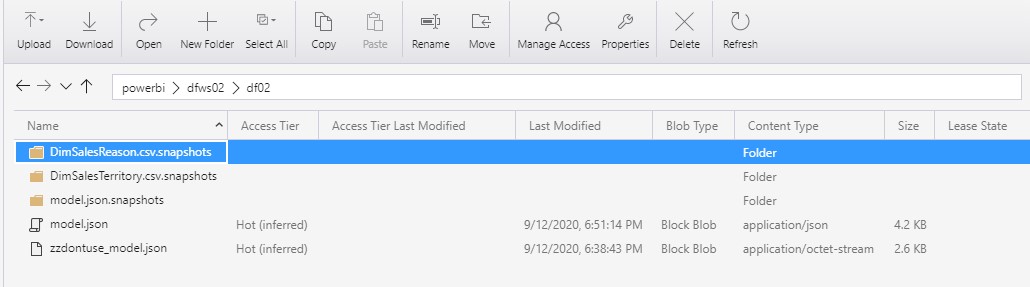 Upload Download Open New Folder Select All Copy Paste Rename Move Manage Access Properties Delete Refresh
powerbi > dfws02 > df02
Name Access Tier Access Tier Last Modified Last Modified Blob Type Content Type Size Lease State
DimSalesReason.csv.snapshots Folder
DimSalesTerritory.csv.snapshots Folder
model.json.snapshots Folder
model.json Hot (inferred) 9/12/2020, 6:51:14 PM Block Blob application/json 4.2 KB
zzdontuse_model.json Hot (inferred) 9/12/2020, 6:38:43 PM Block Blob application/octet-stream 2.6 KB